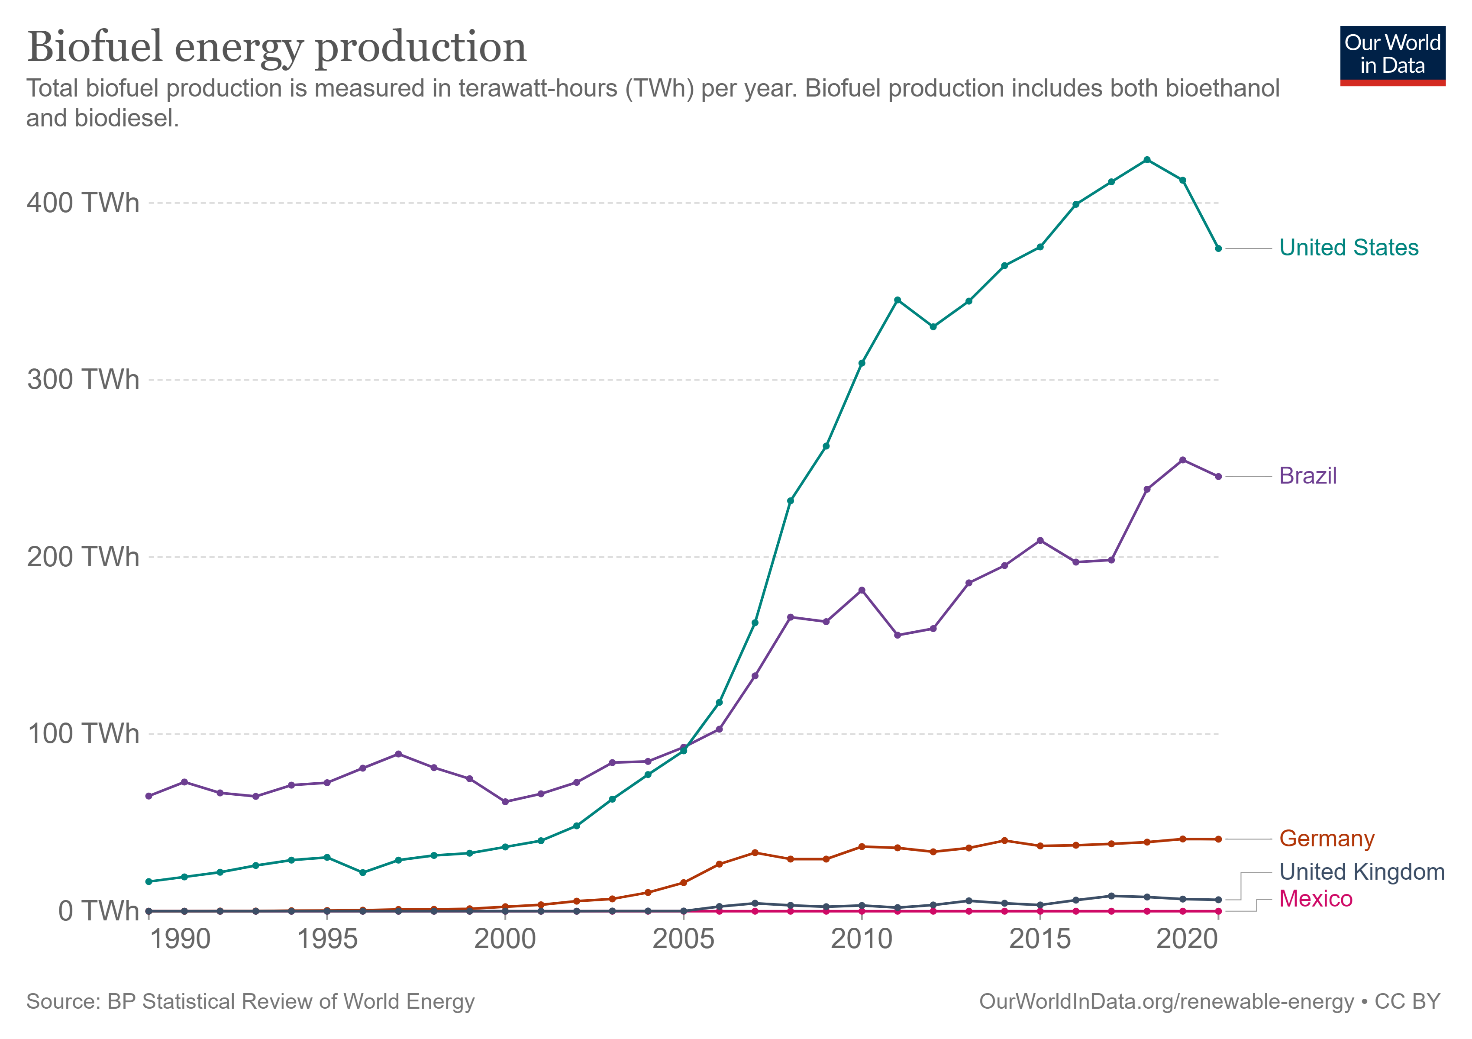 Biofuel energy production
Our World
in Data
Total biofuel production is measured in terawatt-hours (TWh) per year. Biofuel production includes both bioethanol
and biodiesel.
400 TWh
300 TWh
200 TWh
100 TWh
0 TWh
United States
Brazil
Germany
United Kingdom
Mexico
1990 1995 2000 2005 2010 2015 2020
Source: BP Statistical Review of World Energy
OurWorldInData.org/renewable-energy • CC BY